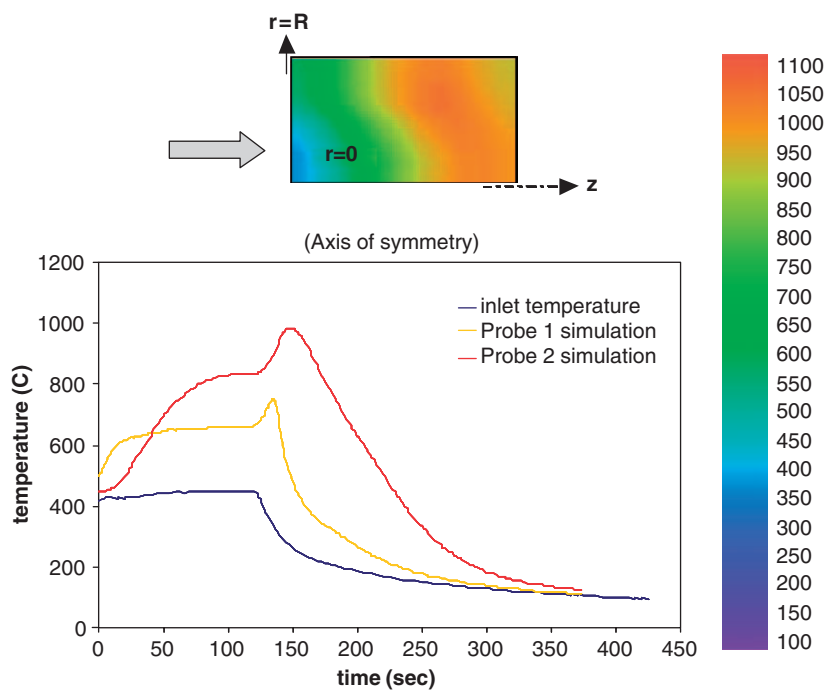 r=R
r=0
z
(Axis of symmetry)
1100
1050
1000
950
900
850
800
750
700
650
600
550
500
450
400
350
300
250
200
150
100
temperature (C)
1200
1000
800
600
400
200
0
inlet temperature
Probe 1 simulation
Probe 2 simulation
0 50 100 150 200 250 300 350 400 450
time (sec)